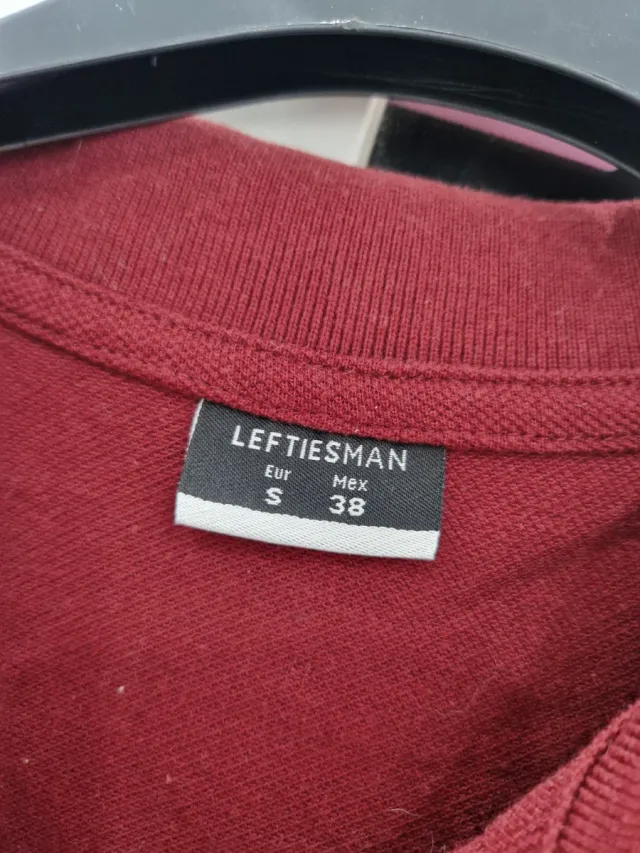 LEFTIESMAN
Eur Mex
S 38